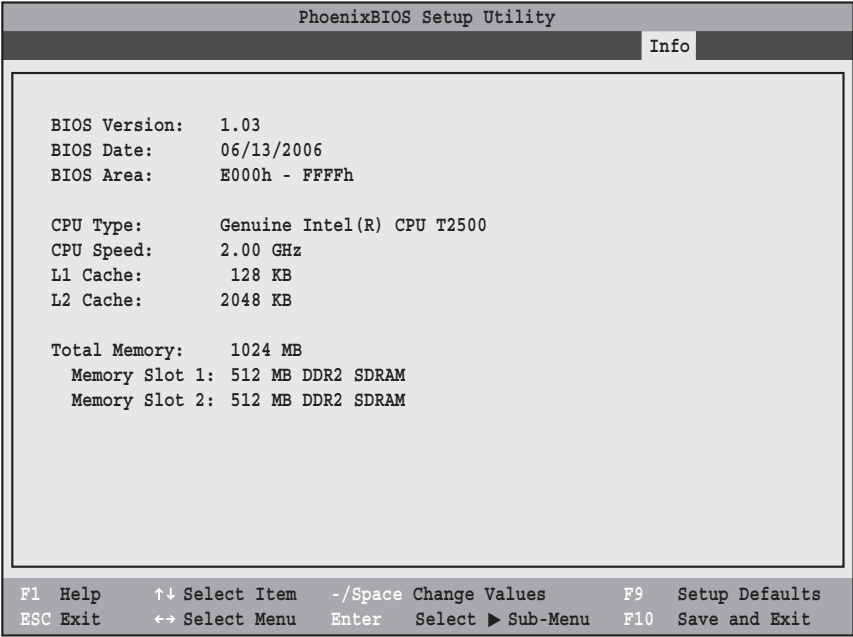 PhoenixBIOS Setup Utility
Info
BIOS Version: 1.03
BIOS Date: 06/13/2006
BIOS Area: E000h - FFFFh
CPU Type: Genuine Intel(R) CPU T2500
CPU Speed: 2.00 GHz
L1 Cache: 128 KB
L2 Cache: 2048 KB
Total Memory: 1024 MB
Memory Slot 1: 512 MB DDR2 SDRAM
Memory Slot 2: 512 MB DDR2 SDRAM
F1 Help ↑↓ Select Item -/Space Change Values F9 Setup Defaults
ESC Exit ←→ Select Menu Enter Select ▶ Sub-Menu F10 Save and Exit